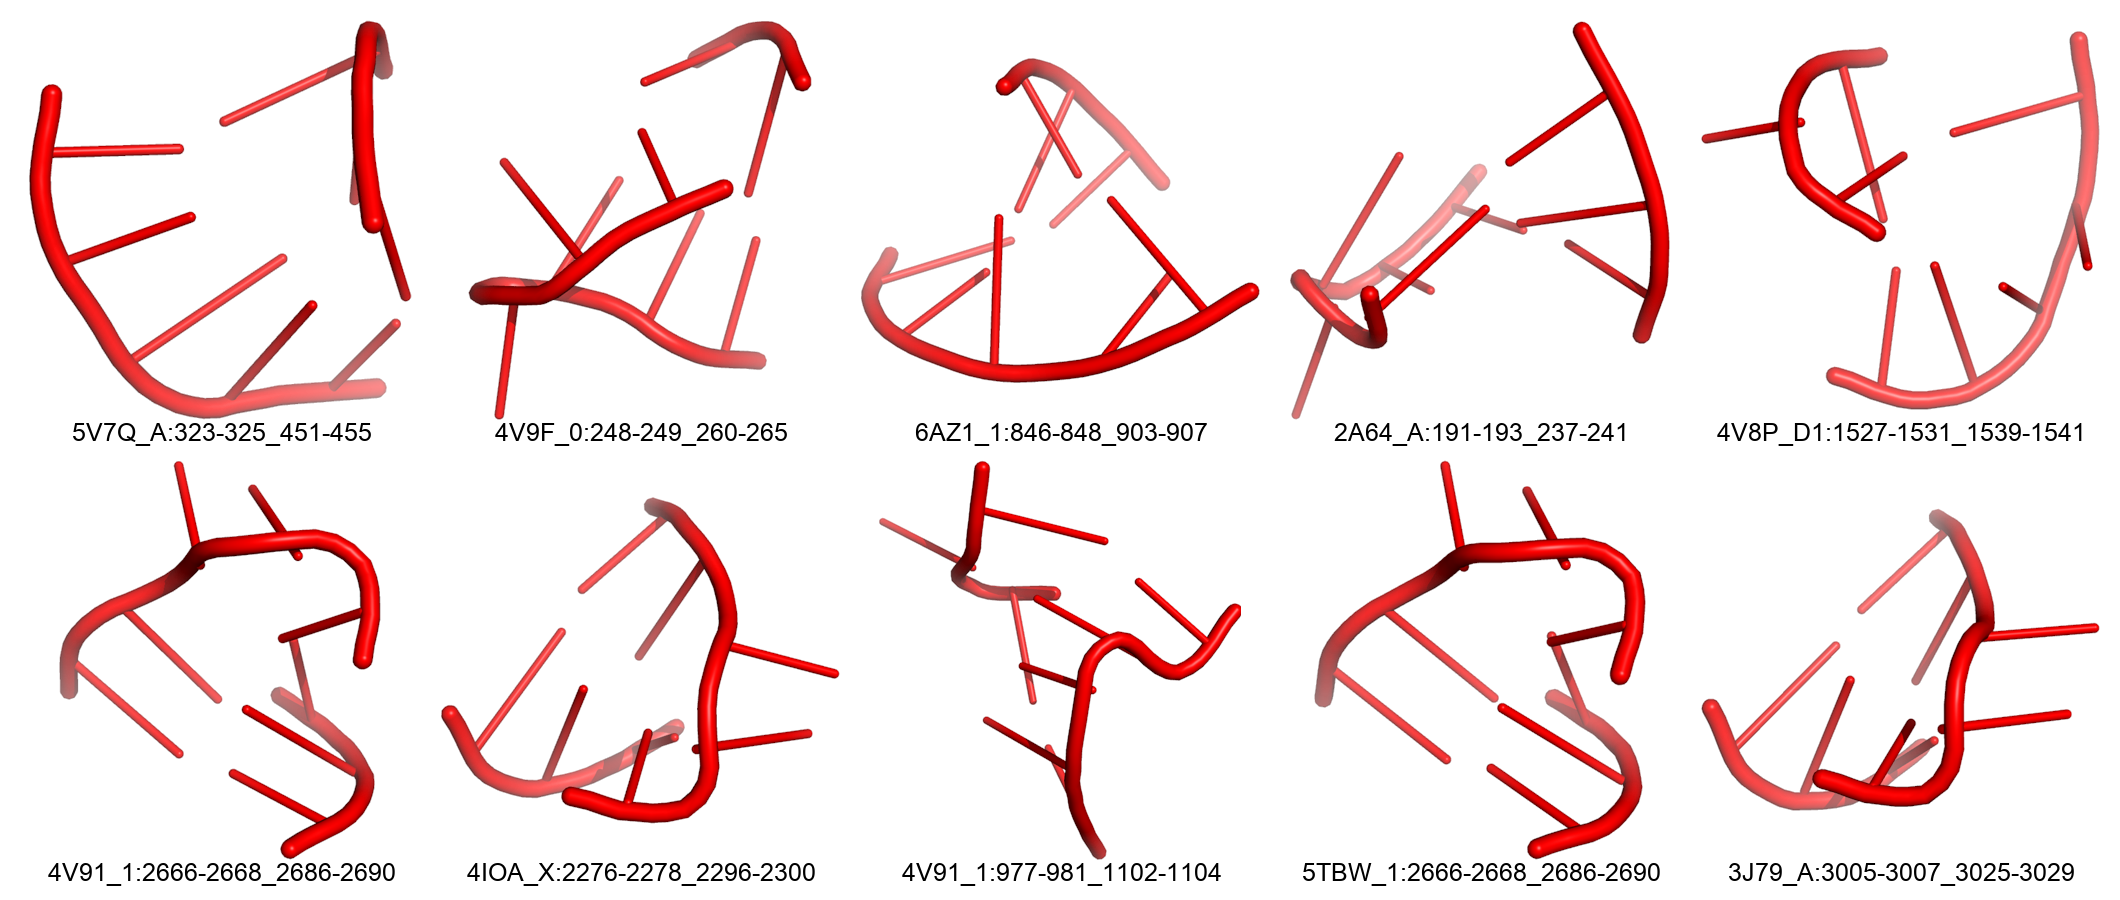 5V7Q_A:323-325_451-455
4V9F_0:248-249_260-265
6AZ1_1:846-848_903-907
2A64_A:191-193_237-241
4V8P_D1:1527-1531_1539-1541
4V91_1:2666-2668_2686-2690
4IOA_X:2276-2278_2296-2300
4V91_1:977-981_1102-1104
5TBW_1:2666-2668_2686-2690
3J79_A:3005-3007_3025-3029